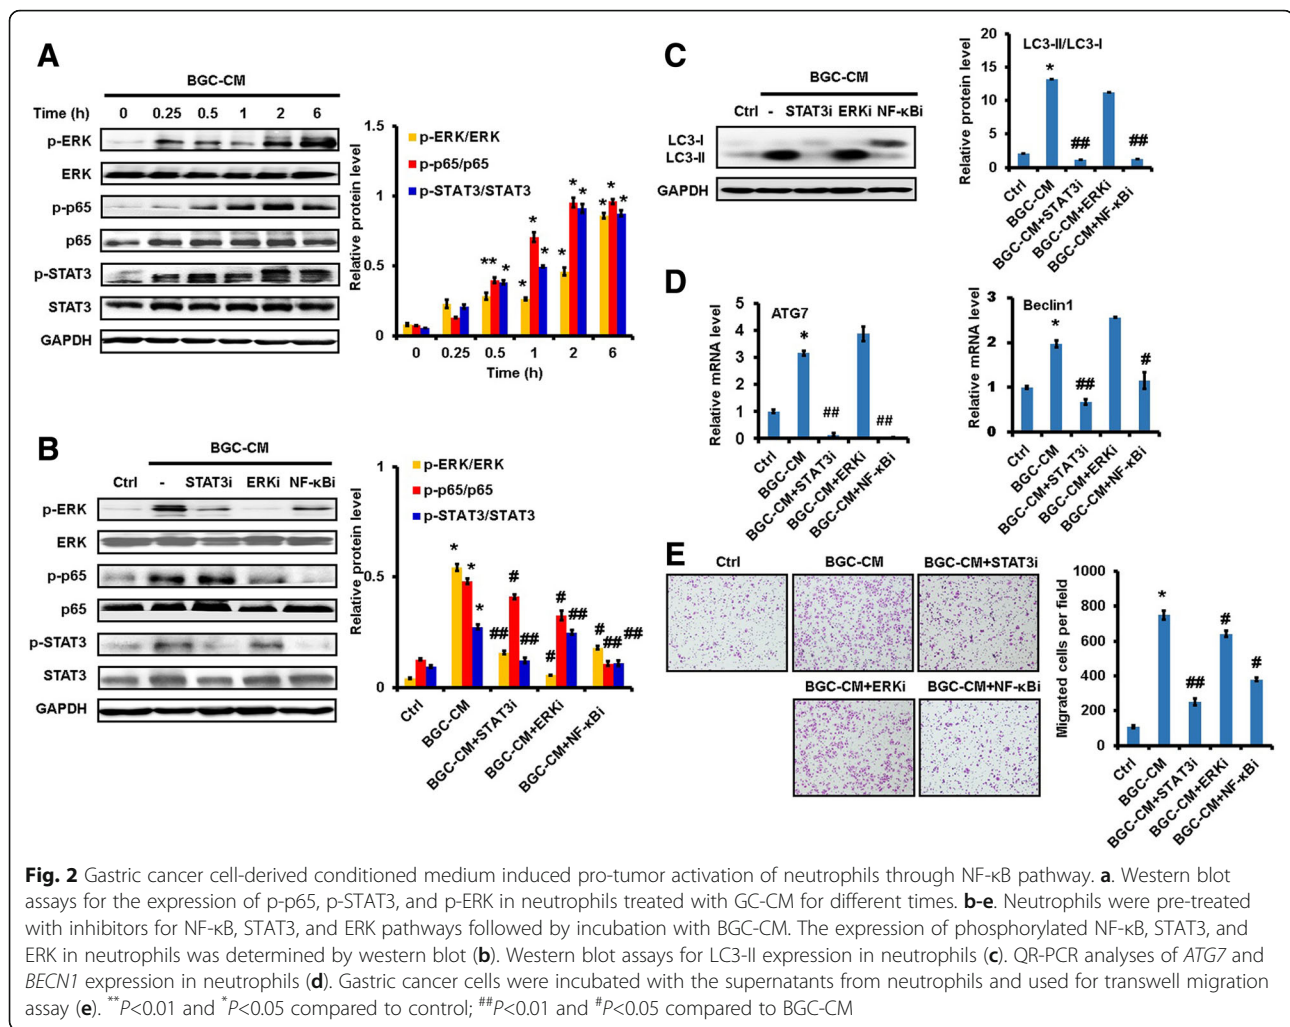 A
BGC-CM
Time (h) 0 0.25 0.5 1 2 6
p-ERK
ERK
p-p65
p65
p-STAT3
STAT3
GAPDH
Relative protein level
1.5
1
0.5
0
p-ERK/ERK
p-p65/p65
p-STAT3/STAT3
** * * * * * * * * * * *
0 0.25 0.5 1 2 6
Time (h)
B
BGC-CM
Ctrl - STAT3i ERKi NF-κBi
p-ERK
ERK
p-p65
p65
p-STAT3
STAT3
GAPDH
Relative protein level
1
0.5
0
p-ERK/ERK
p-p65/p65
p-STAT3/STAT3
* * * ## # ## # # ## # ## ##
Ctrl
BGC-CM
BGC-CM+STAT3i
BGC-CM+ERKi
BGC-CM+NF-κBi
C
BGC-CM
Ctrl - STAT3i ERKi NF-κBi
LC3-I
LC3-II
GAPDH
Relative protein level
20
15
10
5
0
LC3-II/LC3-I
* ## ##
Ctrl
BGC-CM
BGC-CM+STAT3i
BGC-CM+ERKi
BGC-CM+NF-κBi
D
Relative mRNA level
5
4
3
2
1
0
ATG7
* ## ##
Ctrl
BGC-CM
BGC-CM+STAT3i
BGC-CM+ERKi
BGC-CM+NF-κBi
Relative mRNA level
3
2
1
0
Beclin1
* ## #
Ctrl
BGC-CM
BGC-CM+STAT3i
BGC-CM+ERKi
BGC-CM+NF-κBi
E
Ctrl BGC-CM BGC-CM+STAT3i
BGC-CM+ERKi BGC-CM+NF-κBi
Migrated cells per field
1000
800
600
400
200
0
* ## # #
Ctrl
BGC-CM
BGC-CM+STAT3i
BGC-CM+ERKi
BGC-CM+NF-κBi
Fig. 2 Gastric cancer cell-derived conditioned medium induced pro-tumor activation of neutrophils through NF-κB pathway. a. Western blot
assays for the expression of p-p65, p-STAT3, and p-ERK in neutrophils treated with GC-CM for different times. b-e. Neutrophils were pre-treated
with inhibitors for NF-κB, STAT3, and ERK pathways followed by incubation with BGC-CM. The expression of phosphorylated NF-κB, STAT3, and
ERK in neutrophils was determined by western blot (b). Western blot assays for LC3-II expression in neutrophils (c). QR-PCR analyses of ATG7 and
BECN1 expression in neutrophils (d). Gastric cancer cells were incubated with the supernatants from neutrophils and used for transwell migration
assay (e). **P<0.01 and *P<0.05 compared to control; ##P<0.01 and #P<0.05 compared to BGC-CM